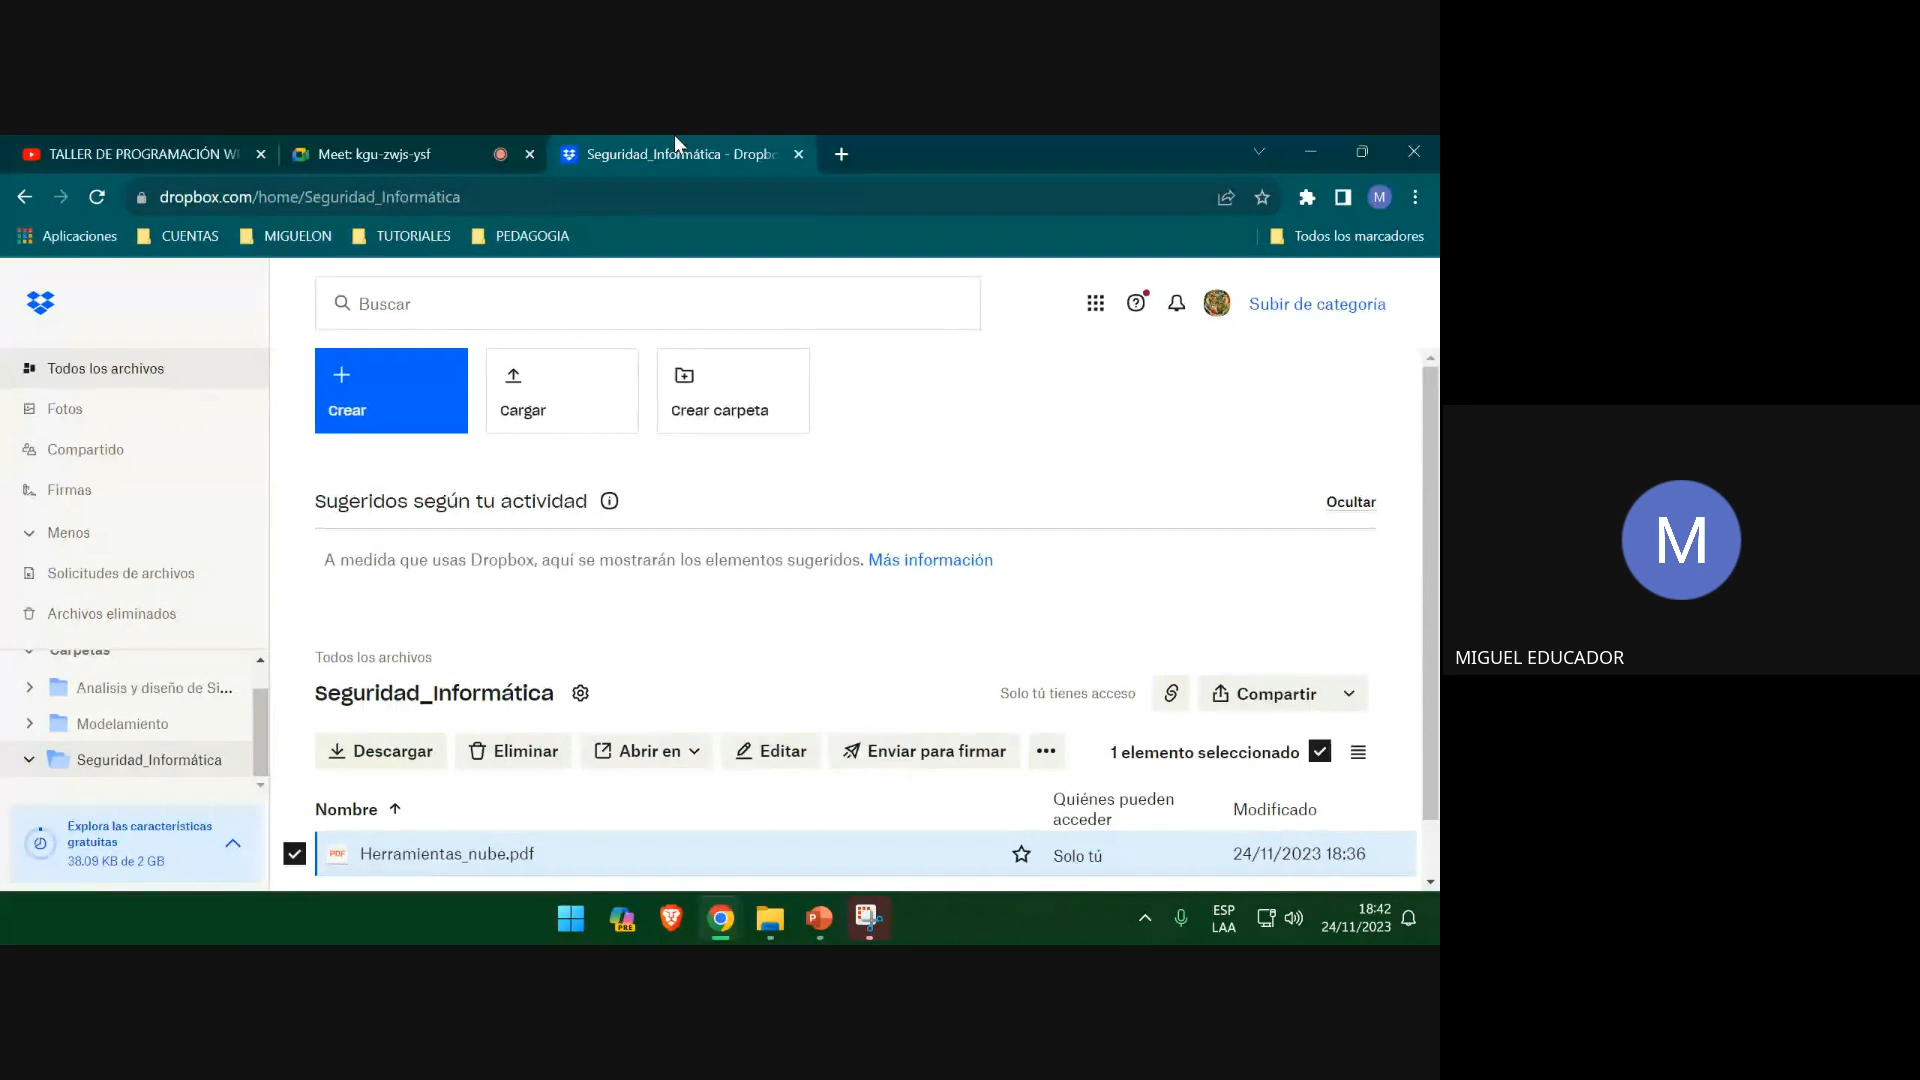 TALLER DE PROGRAMACIÓN WE
Meet: kgu-zwjs-ysf
Seguridad_Informática - Dropbo
dropbox.com/home/Seguridad_Informática
M
Aplicaciones
CUENTAS
MIGUELON
TUTORIALES
PEDAGOGIA
Todos los marcadores
Buscar
Subir de categoría
Todos los archivos
Fotos
Compartido
Firmas
Menos
Solicitudes de archivos
Archivos eliminados
Carpetas
Analisis y diseño de Si...
Modelamiento
Seguridad_Informática
Explora las características
gratuitas
38.09 KB de 2 GB
Crear
Cargar
Crear carpeta
Sugeridos según tu actividad
Ocultar
A medida que usas Dropbox, aquí se mostrarán los elementos sugeridos. Más información
Todos los archivos
Seguridad_Informática
Solo tú tienes acceso
Compartir
Descargar
Eliminar
Abrir en
Editar
Enviar para firmar
1 elemento seleccionado
Nombre
Quiénes pueden
acceder
Modificado
PDF
Herramientas_nube.pdf
Solo tú
24/11/2023 18:36
PRE
P
ESP
LAA
18:42
24/11/2023
M
MIGUEL EDUCADOR